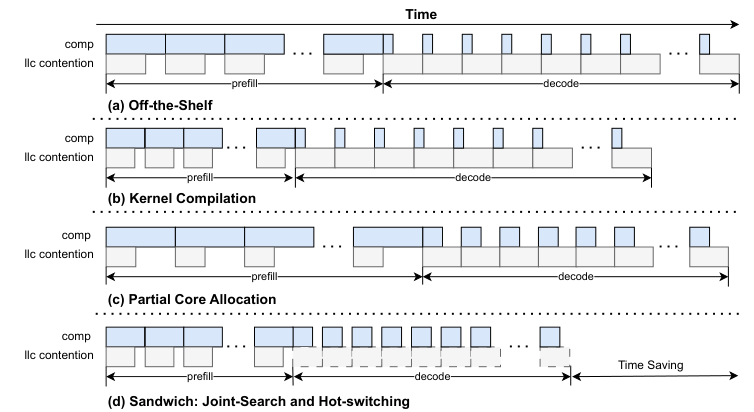 Time
comp
llc contention
...
prefill
decode
...
(a) Off-the-Shelf
comp
llc contention
...
prefill
decode
...
(b) Kernel Compilation
comp
llc contention
...
prefill
decode
...
(c) Partial Core Allocation
comp
llc contention
...
prefill
decode
...
Time Saving
(d) Sandwich: Joint-Search and Hot-switching